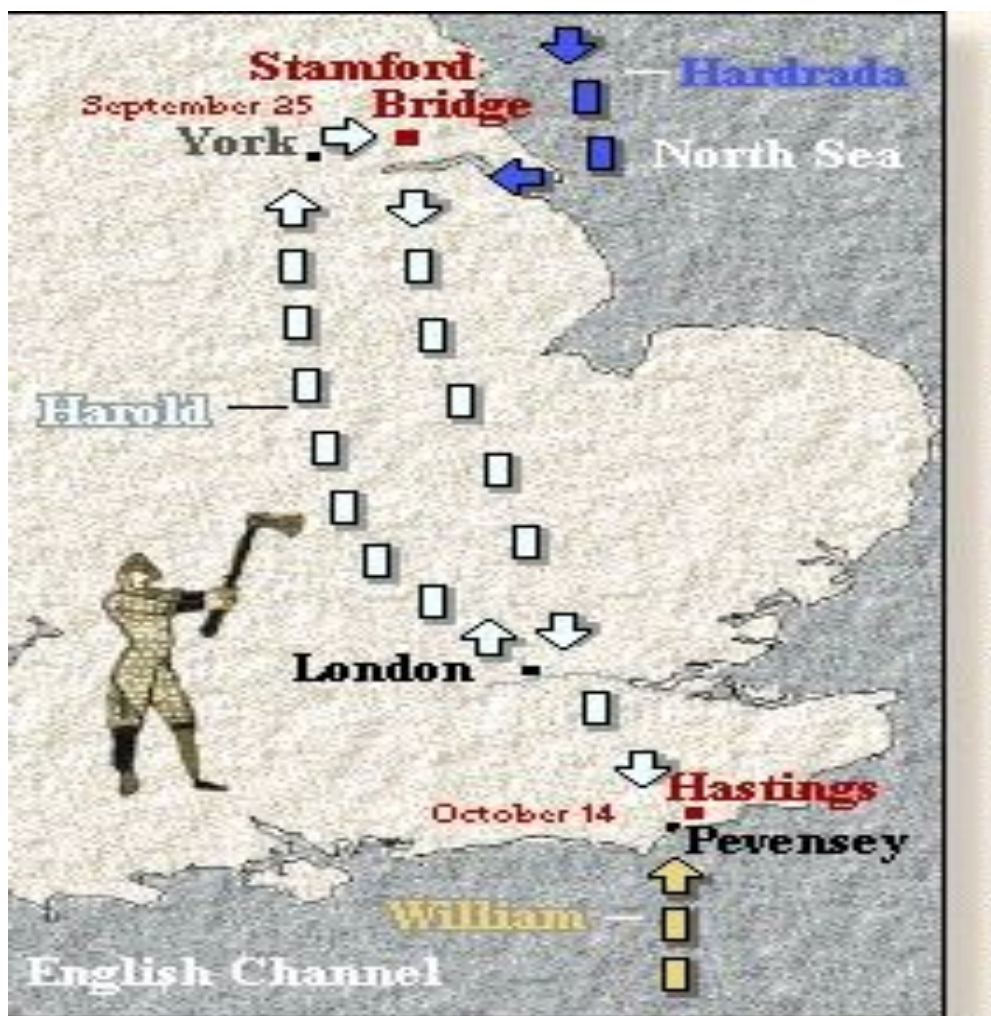 Stamford
Bridge
September 25
York
Hardrada
North Sea
Harold
London
Hastings
October 14
Pevensey
William
English Channel